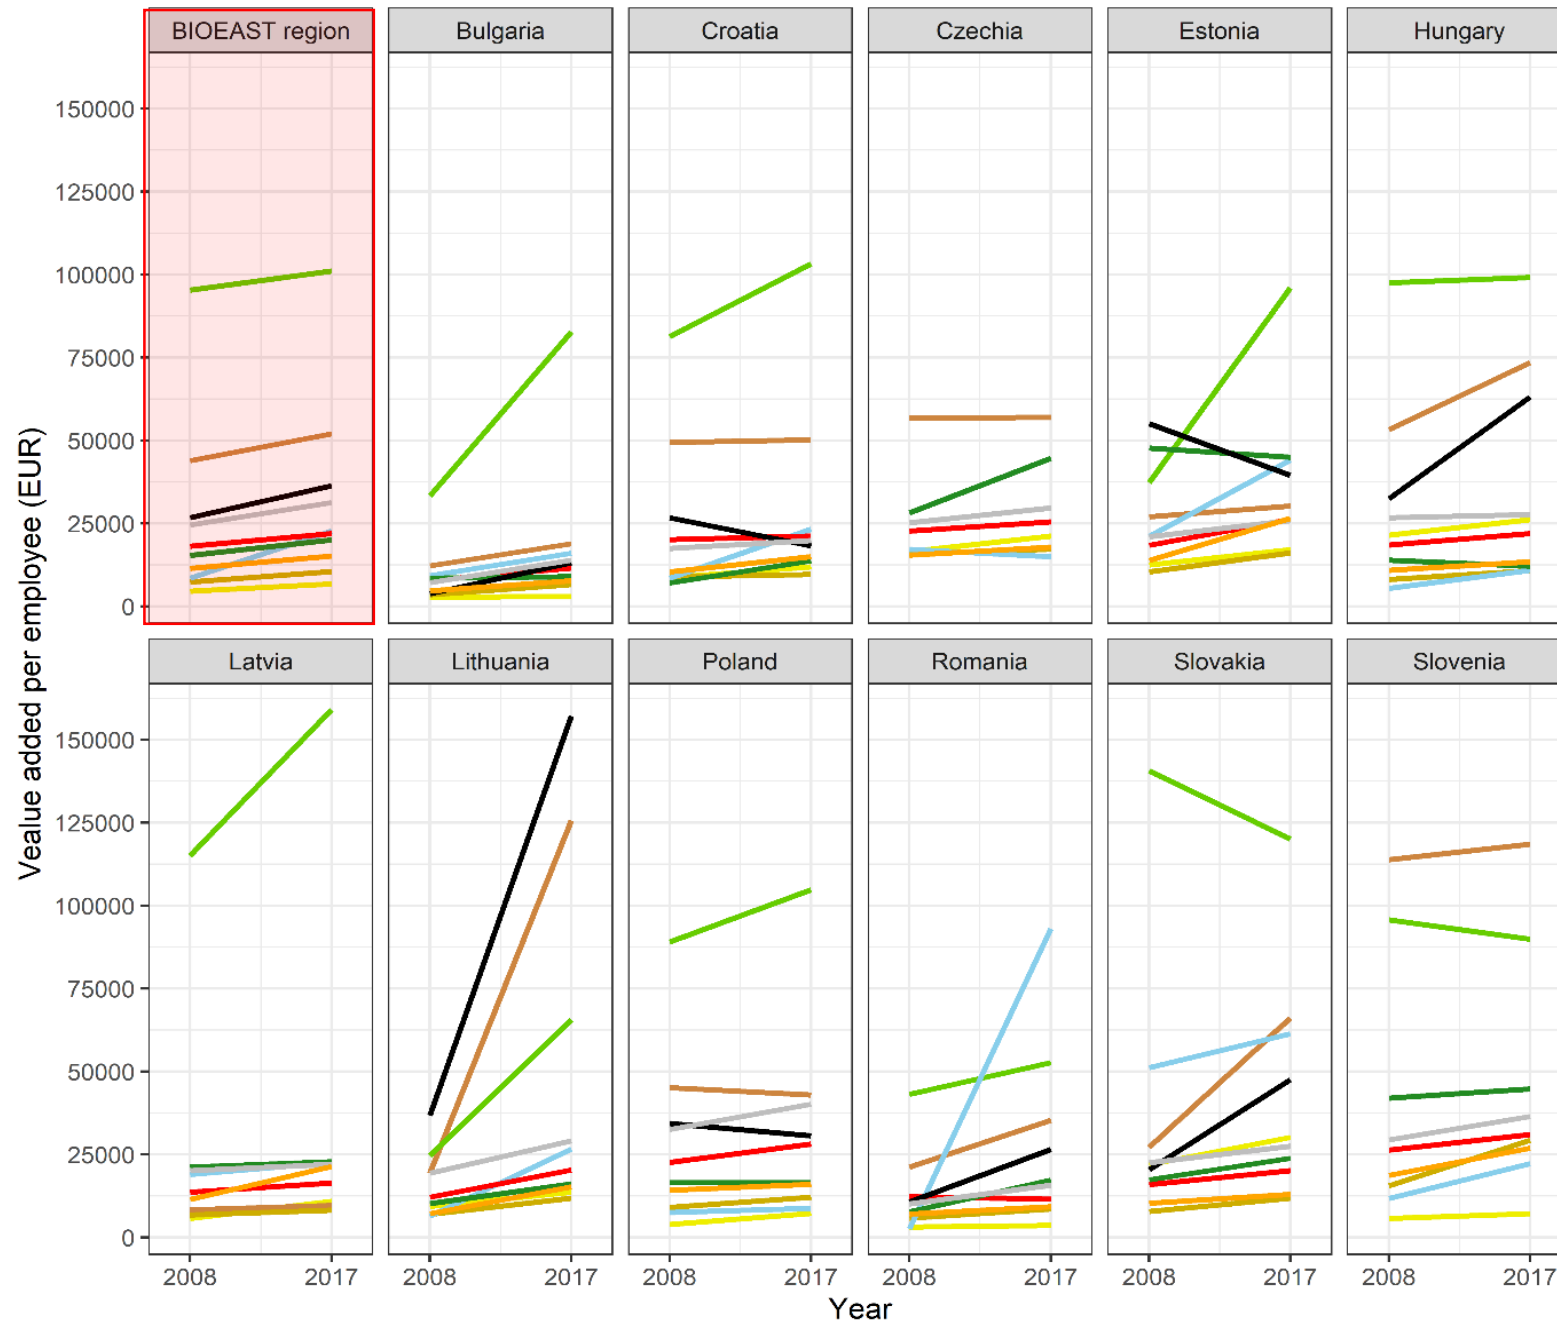 BIOEAST region Bulgaria Croatia Czechia Estonia Hungary
150000
125000
100000
75000
50000
25000
0
Vealue added per employee (EUR)
Latvia Lithuania Poland Romania Slovakia Slovenia
150000
125000
100000
75000
50000
25000
0
2008 2017 2008 2017 2008 2017 2008 2017 2008 2017 2008 2017
Year